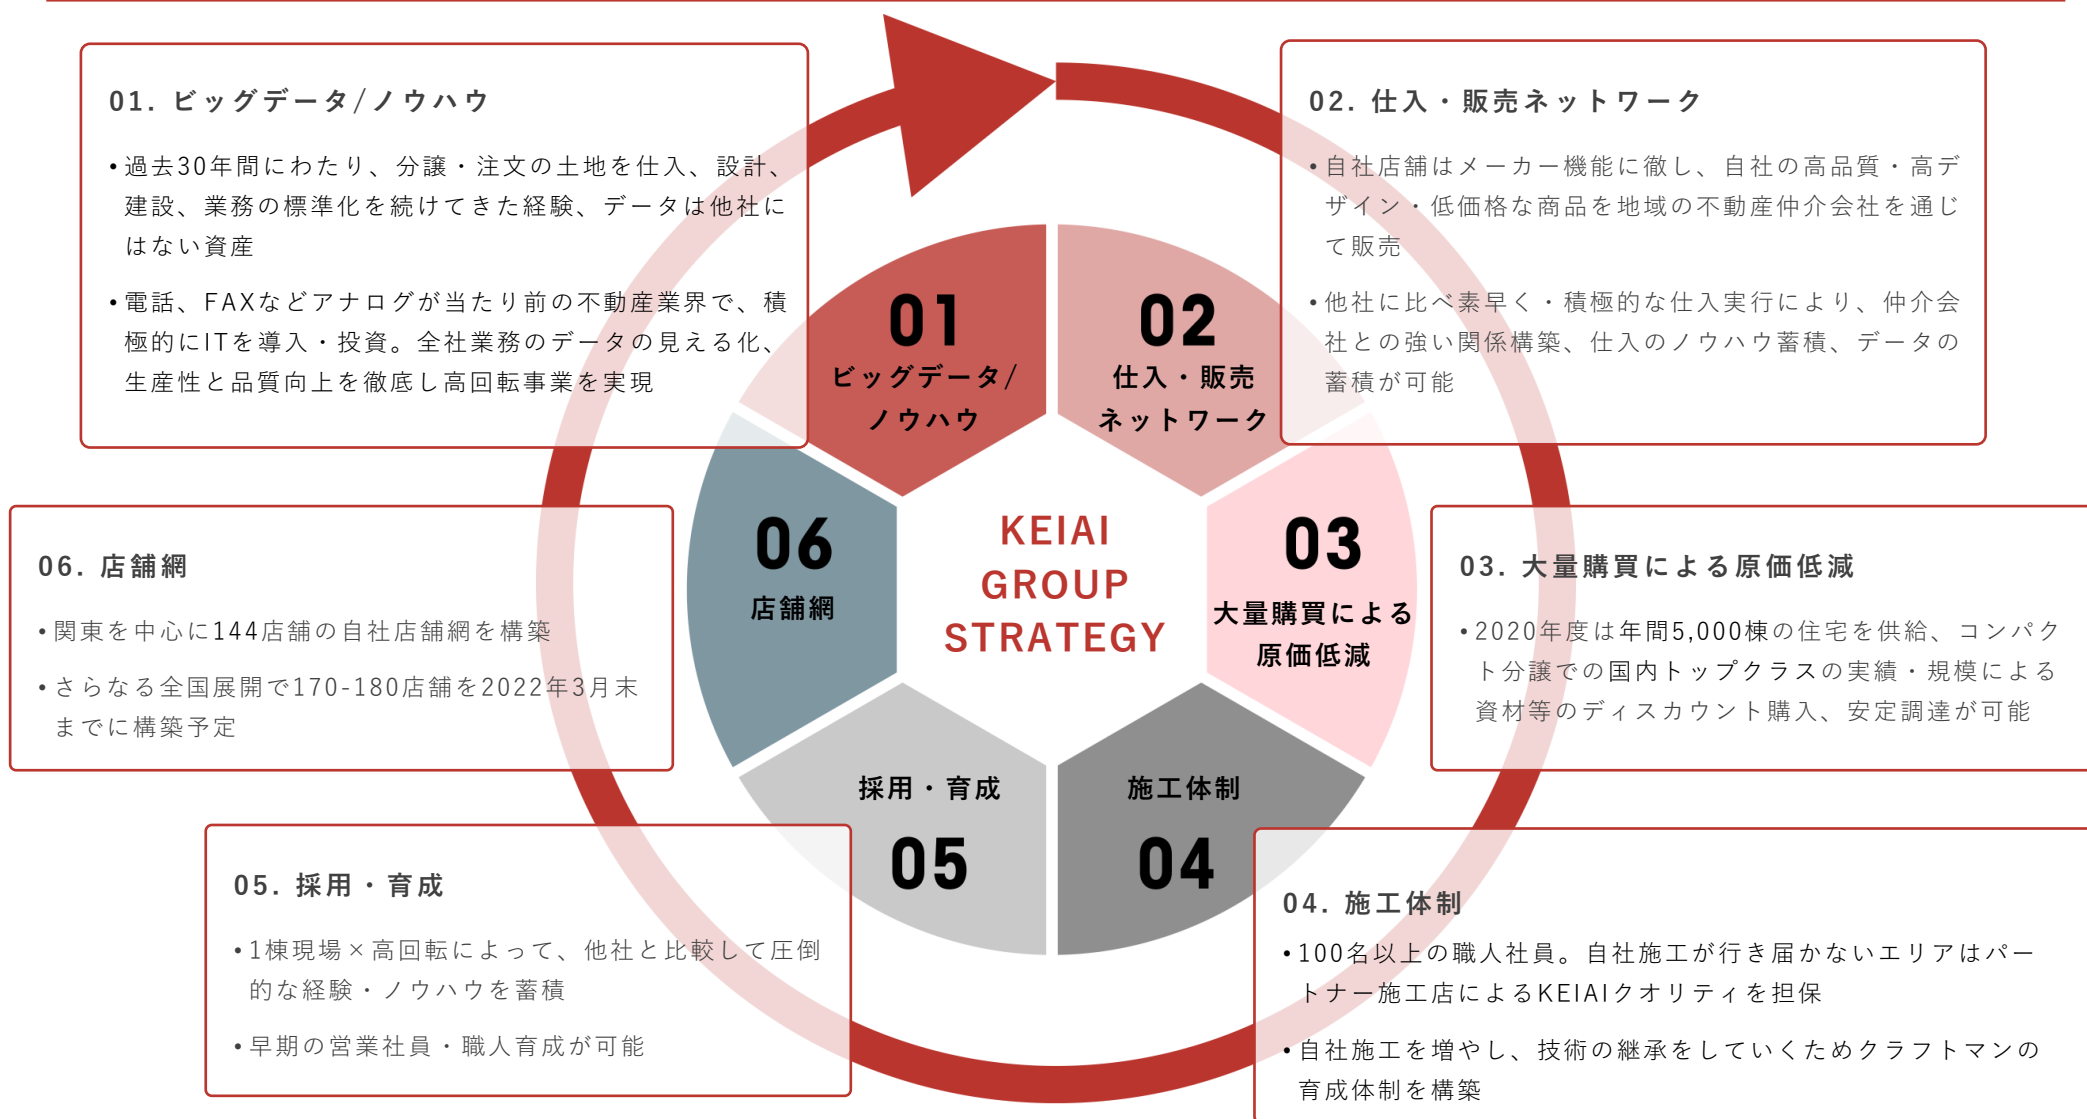 01. ビッグデータ/ノウハウ
•過去30年間にわたり、分譲・注文の土地を仕入、設計、
建設、業務の標準化を続けてきた経験、データは他社に
はない資産
•電話、FAXなどアナログが当たり前の不動産業界で、積
極的にITを導入・投資。全社業務のデータの見える化、
生産性と品質向上を徹底し高回転事業を実現
02. 仕入・販売ネットワーク
•自社店舗はメーカー機能に徹し、自社の高品質・高デ
ザイン・低価格な商品を地域の不動産仲介会社を通じ
て販売
•他社に比べ素早く・積極的な仕入実行により、仲介会
社との強い関係構築、仕入のノウハウ蓄積、データの
蓄積が可能
01
ビッグデータ/
ノウハウ
02
仕入・販売
ネットワーク
06
店舗網
KEIAI
GROUP
STRATEGY
03
大量購買による
原価低減
採用・育成
05
施工体制
04
06. 店舗網
•関東を中心に144店舗の自社店舗網を構築
•さらなる全国展開で170-180店舗を2022年3月末
までに構築予定
03. 大量購買による原価低減
•2020年度は年間5,000棟の住宅を供給、コンパク
ト分譲での国内トップクラスの実績・規模による
資材等のディスカウント購入、安定調達が可能
05. 採用・育成
•1棟現場×高回転によって、他社と比較して圧倒
的な経験・ノウハウを蓄積
•早期の営業社員・職人育成が可能
04. 施工体制
•100名以上の職人社員。自社施工が行き届かないエリアはパー
トナー施工店によるKEIAIクオリティを担保
•自社施工を増やし、技術の継承をしていくためクラフトマンの
育成体制を構築